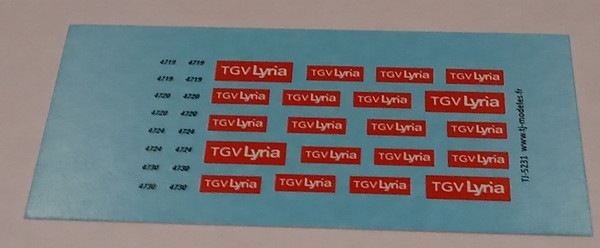 4719 4719 TGV Lyria TGV Lyria TGV Lyria TGV Lyria
4719 4719
4720 4720 TGV Lyria TGV Lyria TGV Lyria TGV Lyria
4720 4720
4724 4724 TGV Lyria TGV Lyria TGV Lyria TGV Lyria
4724 4724 TGV Lyria TGV Lyria TGV Lyria TGV Lyria
4730 4730
4730 4730 TGV Lyria TGV Lyria TGV Lyria TGV Lyria
TJ-5231 www.tj-modeles.fr